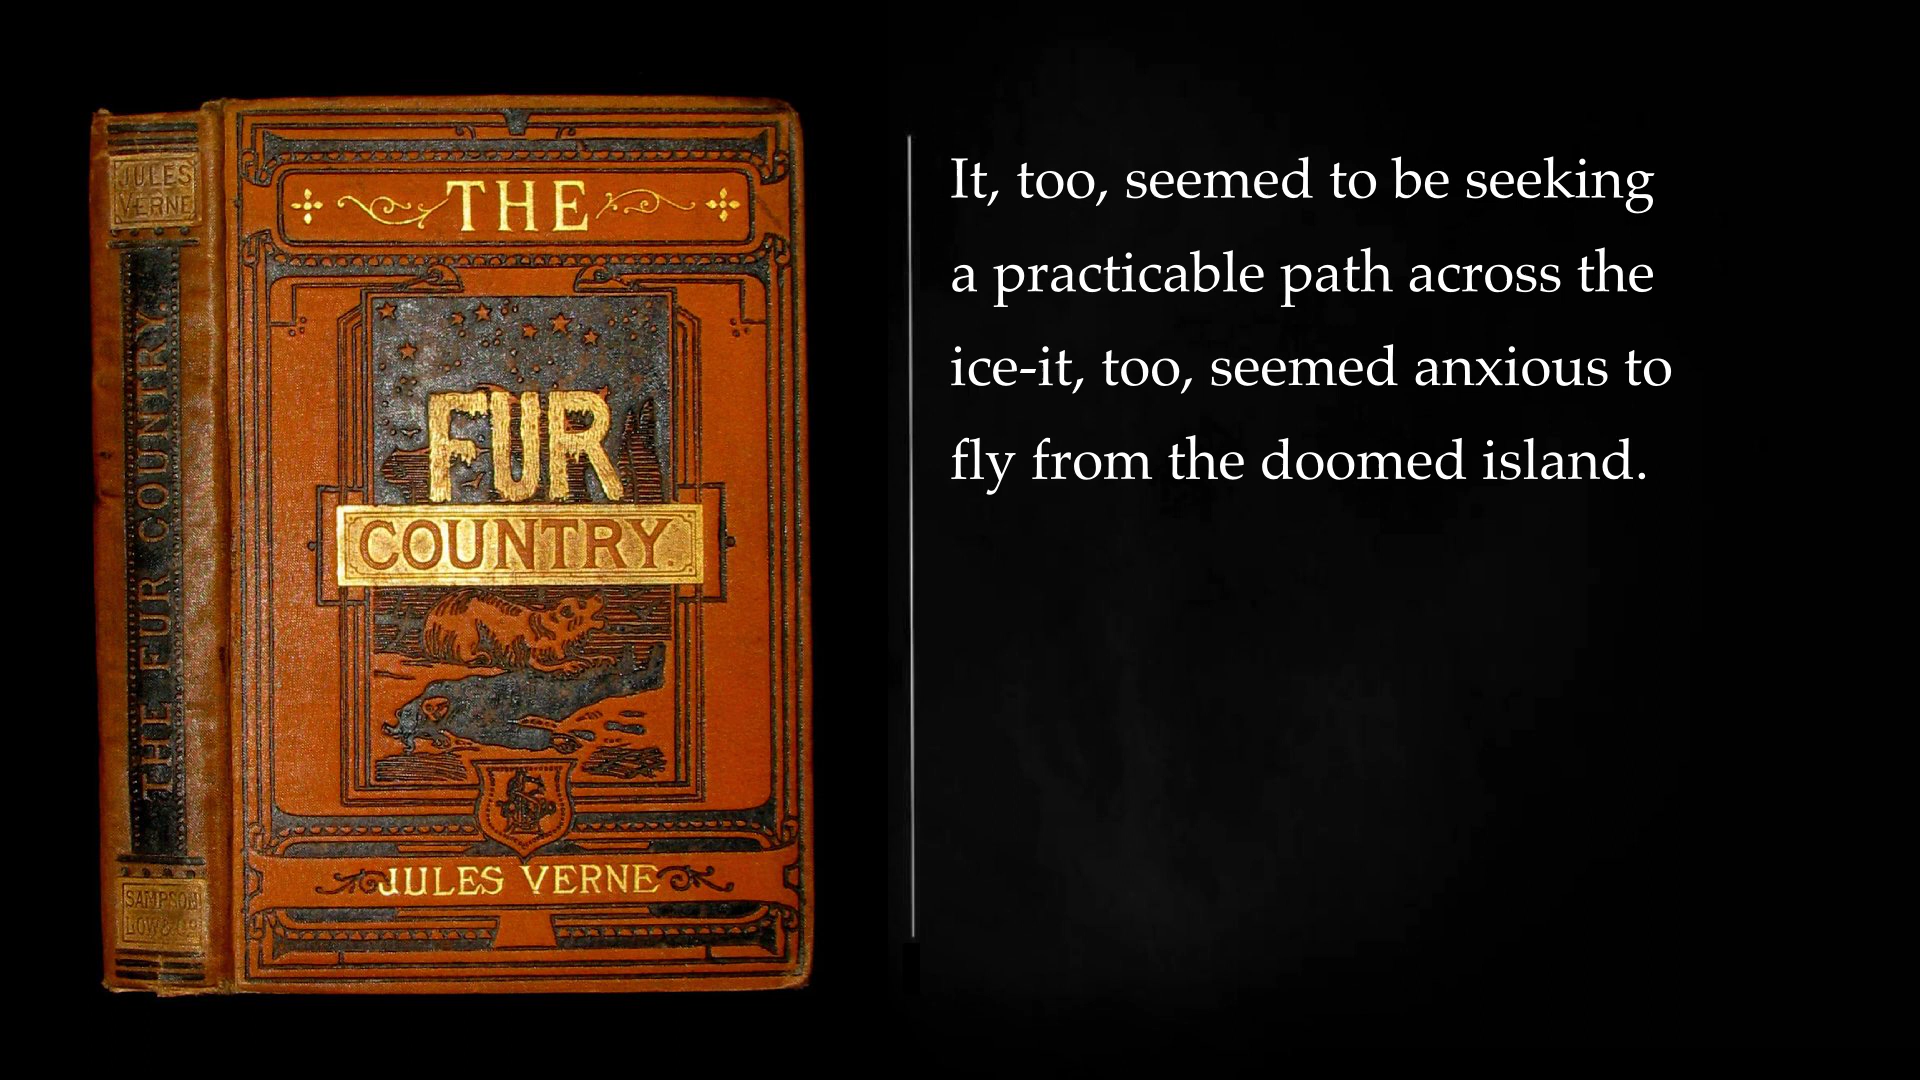 JULES
VERNE
THE FUR COUNTRY.
SAMPSON
LOW & Co
THE
FUR
COUNTRY.
JULES VERNE
It, too, seemed to be seeking
a practicable path across the
ice-it, too, seemed anxious to
fly from the doomed island.